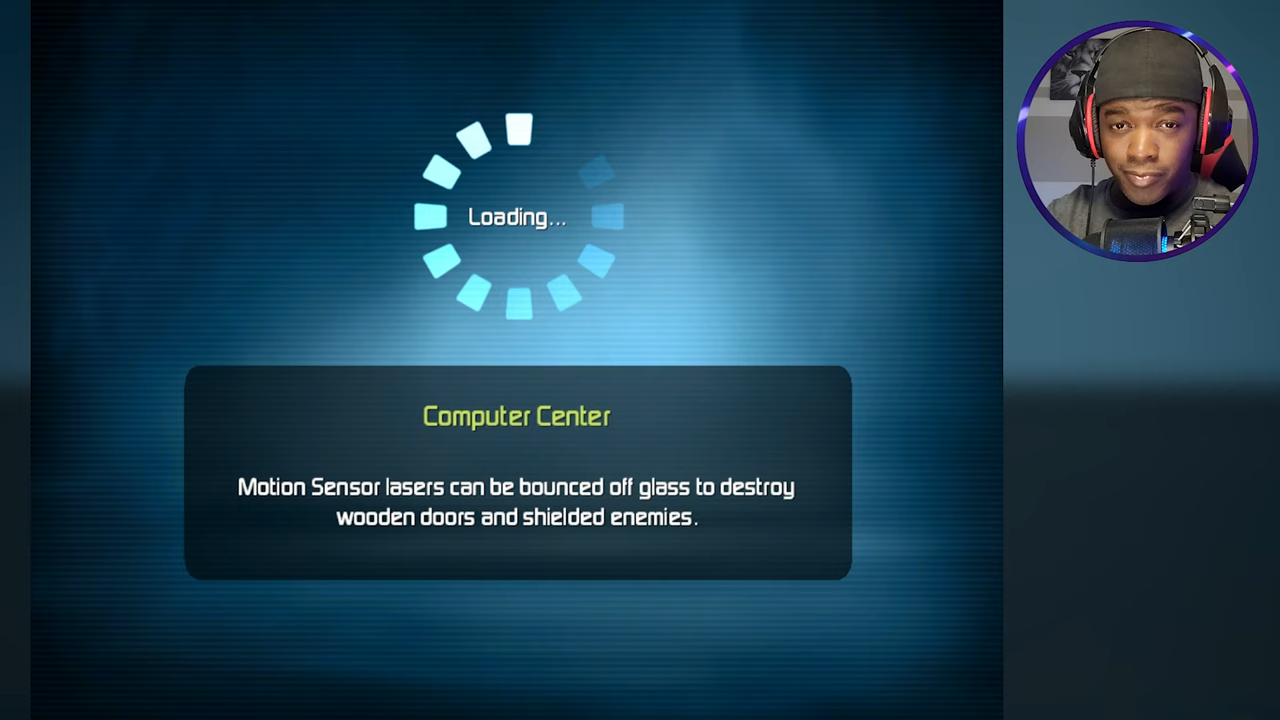 Loading...
Computer Center
Motion Sensor lasers can be bounced off glass to destroy
wooden doors and shielded enemies.